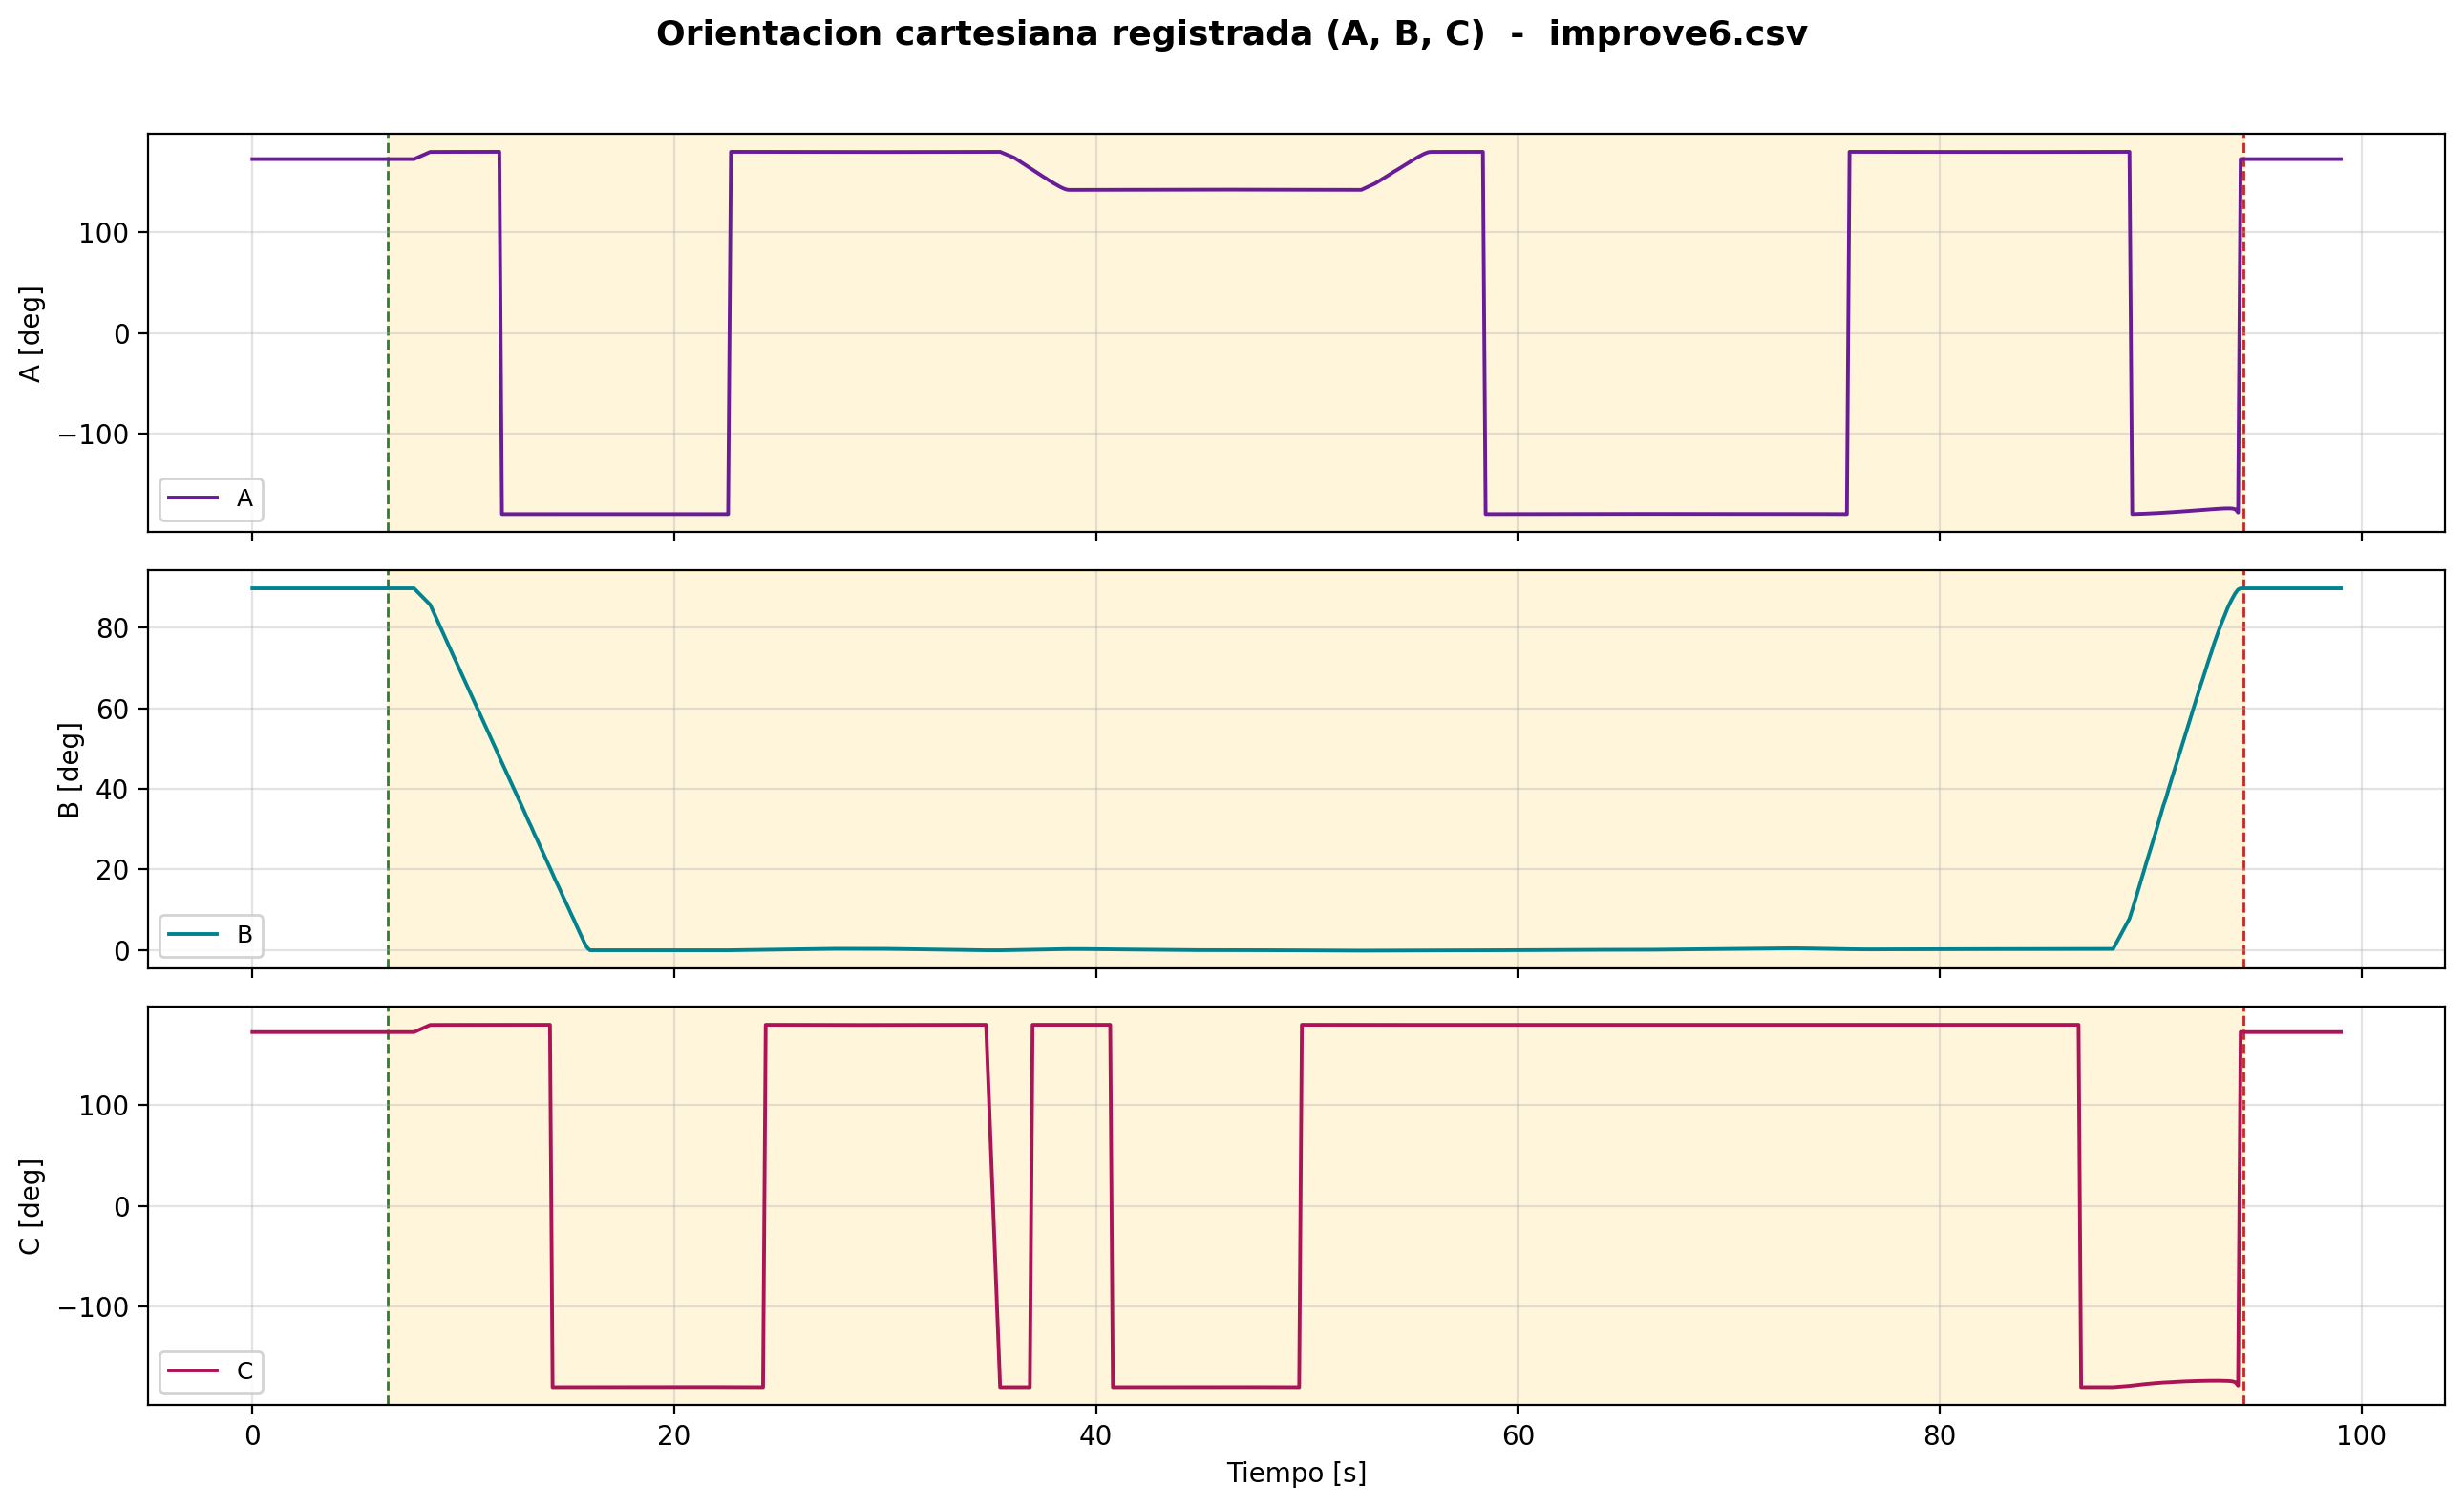 Orientacion cartesiana registrada (A, B, C)  -  improve6.csv
A [deg]
100
0
−100
A
B [deg]
80
60
40
20
0
B
C [deg]
100
0
−100
C
0 20 40 60 80 100
Tiempo [s]